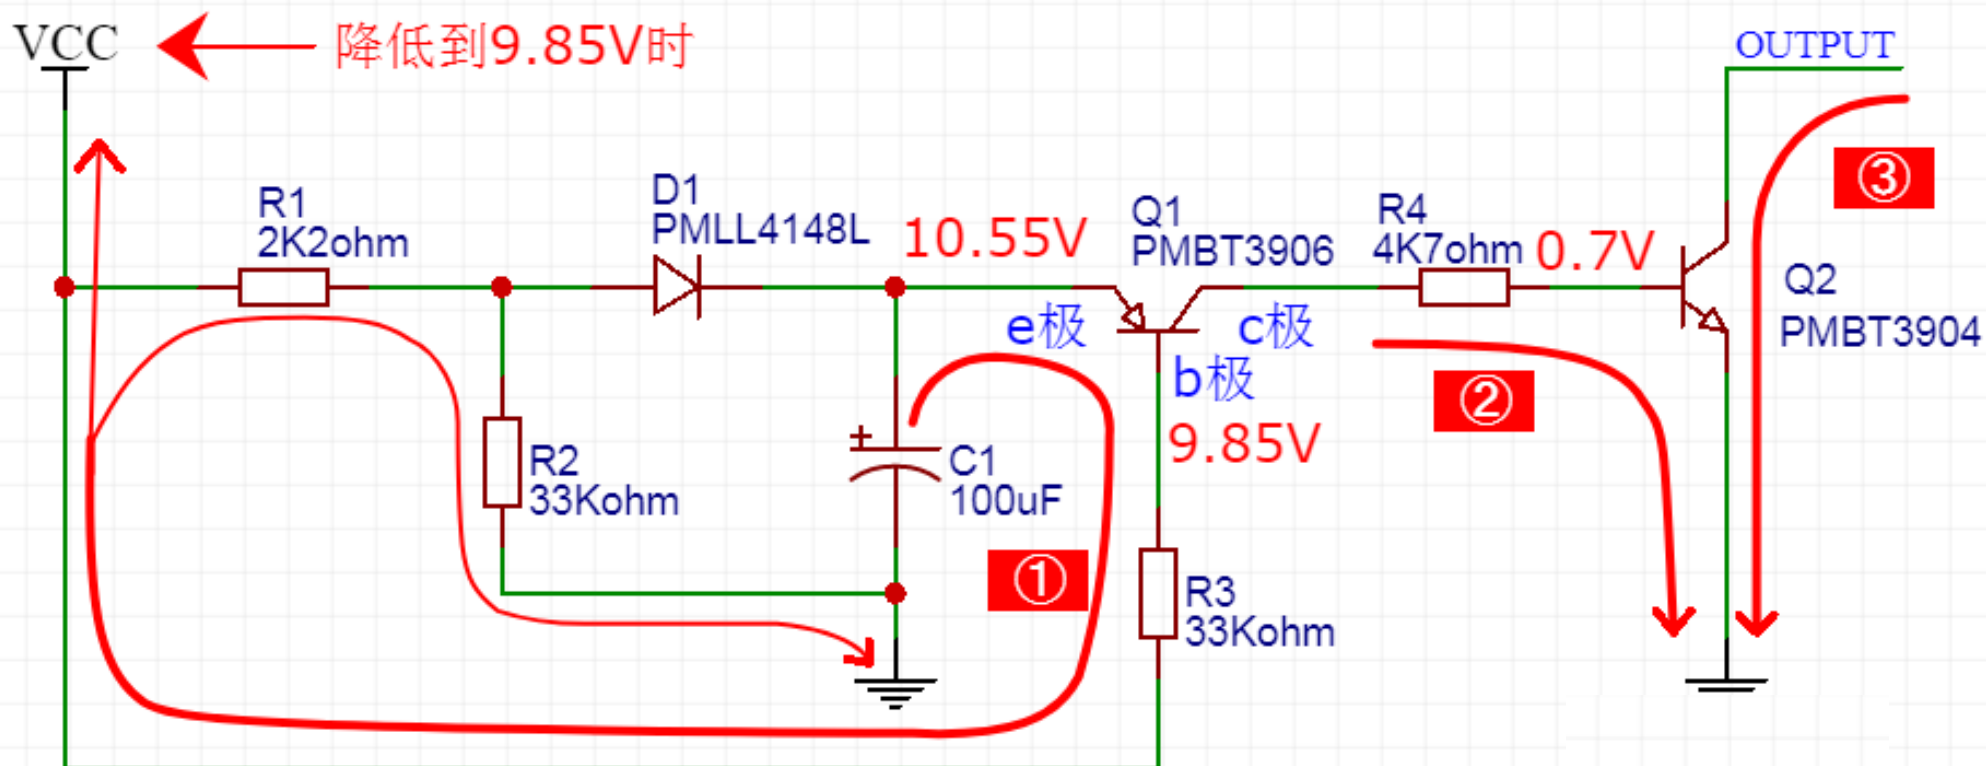 VCC
降低到9.85V时
OUTPUT
③
R1
2K2ohm
D1
PMLL4148L
10.55V
Q1
PMBT3906
R4
4K7ohm
0.7V
Q2
PMBT3904
e极
c极
b极
②
9.85V
R2
33Kohm
+
C1
100uF
①
R3
33Kohm